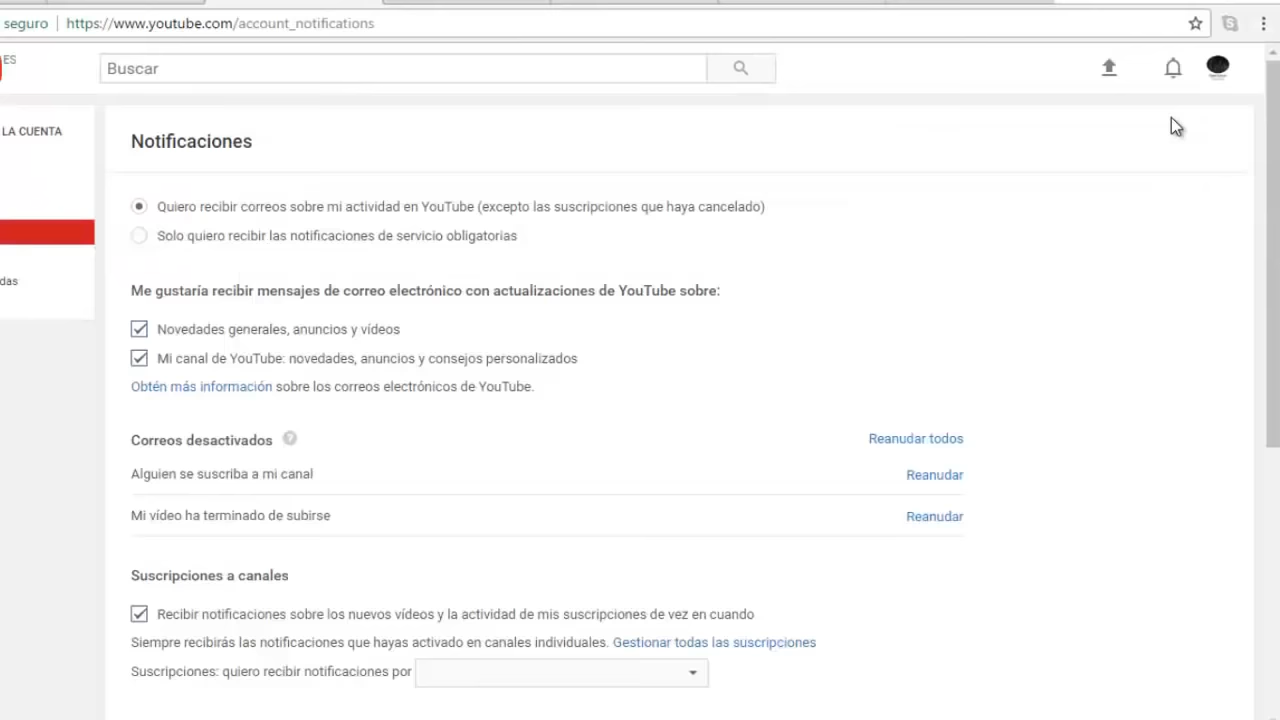 seguro https://www.youtube.com/account_notifications
ES
Buscar
LA CUENTA
Notificaciones
Quiero recibir correos sobre mi actividad en YouTube (excepto las suscripciones que haya cancelado)
Solo quiero recibir las notificaciones de servicio obligatorias
das
Me gustaría recibir mensajes de correo electrónico con actualizaciones de YouTube sobre:
Novedades generales, anuncios y vídeos
Mi canal de YouTube: novedades, anuncios y consejos personalizados
Obtén más información sobre los correos electrónicos de YouTube.
Correos desactivados ? Reanudar todos
Alguien se suscriba a mi canal Reanudar
Mi vídeo ha terminado de subirse Reanudar
Suscripciones a canales
Recibir notificaciones sobre los nuevos vídeos y la actividad de mis suscripciones de vez en cuando
Siempre recibirás las notificaciones que hayas activado en canales individuales. Gestionar todas las suscripciones
Suscripciones: quiero recibir notificaciones por